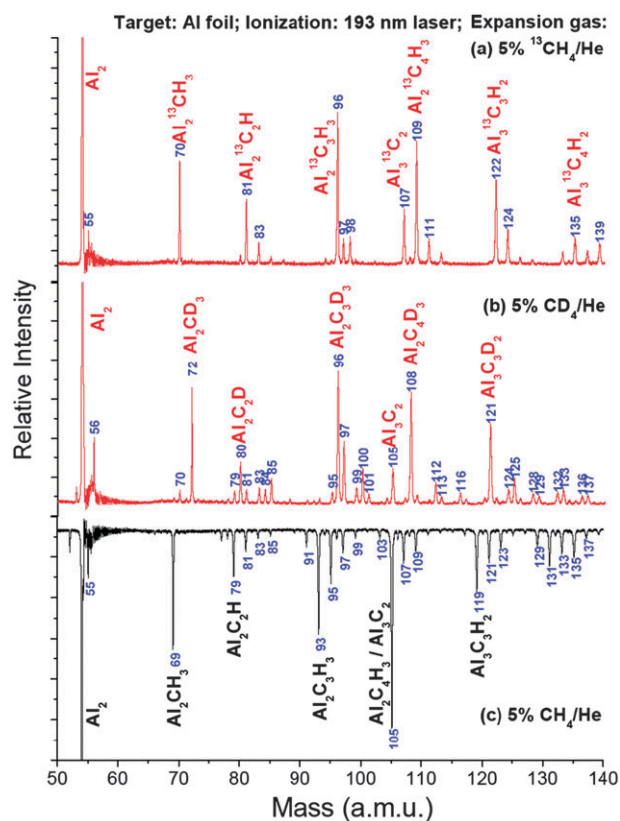 Target: Al foil; Ionization: 193 nm laser; Expansion gas:
(a) 5% ¹³CH₄/He
Al₂
55
70
Al₂¹³CH₃
81
Al₂¹³C₂H
83
96
Al₂¹³C₃H₃
97
98
107
Al₃¹³C₂
109
Al₂¹³C₄H₃
111
122
Al₃¹³C₃H₂
124
135
Al₃¹³C₄H₂
139
(b) 5% CD₄/He
Al₂
56
70
72
Al₂CD₃
79
80
Al₂C₂D
81
83
85
95
96
Al₂C₃D₃
97
99
100
101
105
Al₃C₂
108
Al₂C₄D₃
112
113
116
121
Al₃C₃D₂
124
125
128
129
132
133
136
137
Relative Intensity
(c) 5% CH₄/He
Al₂
55
69
Al₂CH₃
79
Al₂C₂H
81
83
85
91
93
Al₂C₃H₃
95
97
99
103
105
Al₂C₄H₃ / Al₃C₂
107
109
119
Al₃C₃H₂
121
123
129
131
133
135
137
50 60 70 80 90 100 110 120 130 140
Mass (a.m.u.)